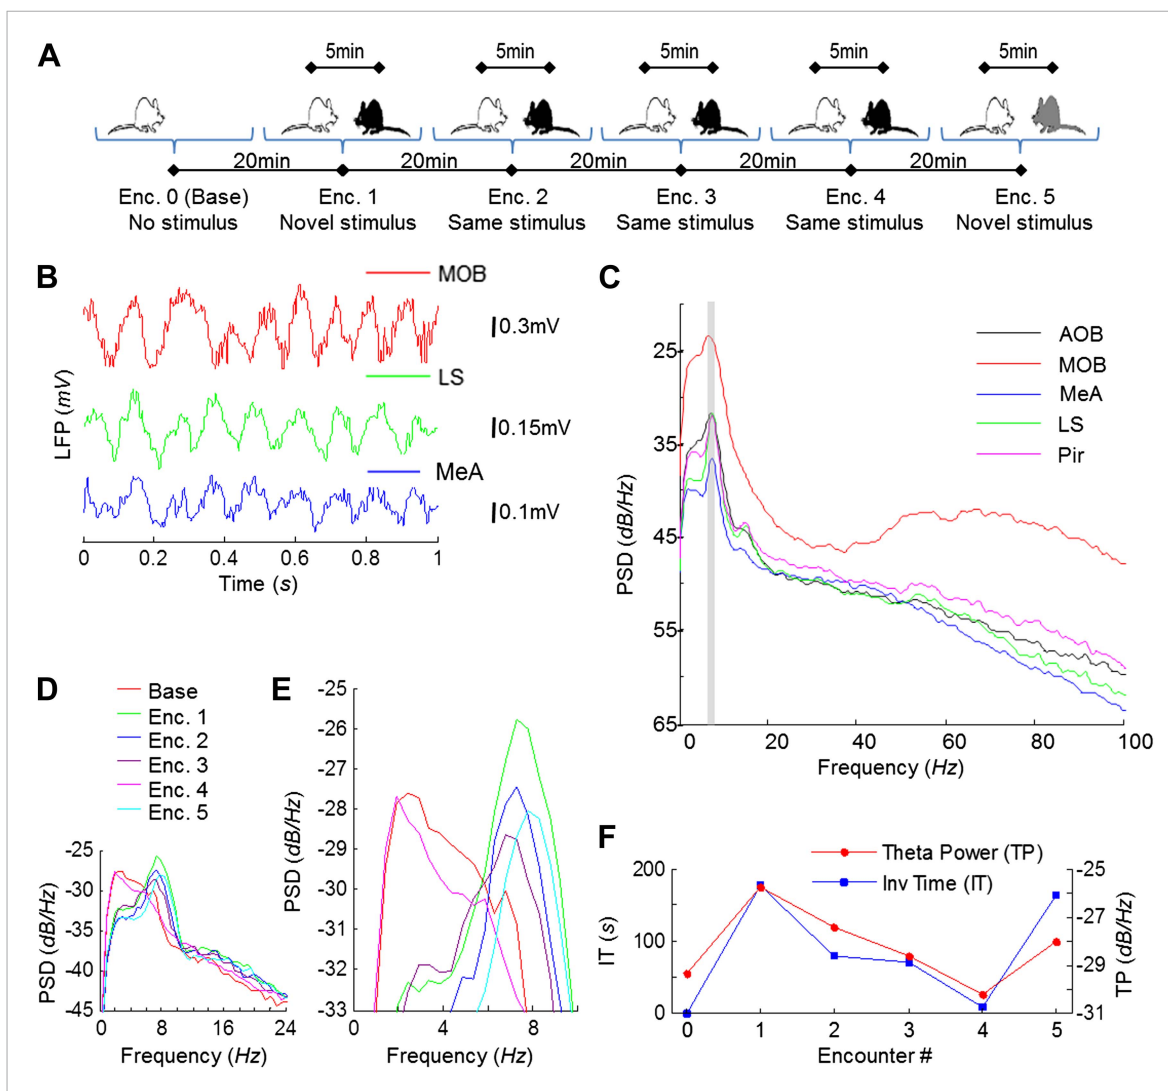 A
5min 5min 5min 5min 5min
20min 20min 20min 20min 20min
Enc. 0 (Base) Enc. 1 Enc. 2 Enc. 3 Enc. 4 Enc. 5
No stimulus Novel stimulus Same stimulus Same stimulus Same stimulus Novel stimulus
B
MOB
0.3mV
LS
0.15mV
MeA
0.1mV
LFP (mV)
0 0.2 0.4 0.6 0.8 1
Time (s)
C
AOB
MOB
MeA
LS
Pir
25
35
45
55
65
PSD (dB/Hz)
0 20 40 60 80 100
Frequency (Hz)
D
Base
Enc. 1
Enc. 2
Enc. 3
Enc. 4
Enc. 5
-25
-30
-35
-40
-45
PSD (dB/Hz)
0 8 16 24
Frequency (Hz)
E
-25
-26
-27
-28
-29
-30
-31
-32
-33
PSD (dB/Hz)
0 4 8
Frequency (Hz)
F
Theta Power (TP)
Inv Time (IT)
200
100
0
IT (s)
-25
-27
-29
-31
TP (dB/Hz)
0 1 2 3 4 5
Encounter #